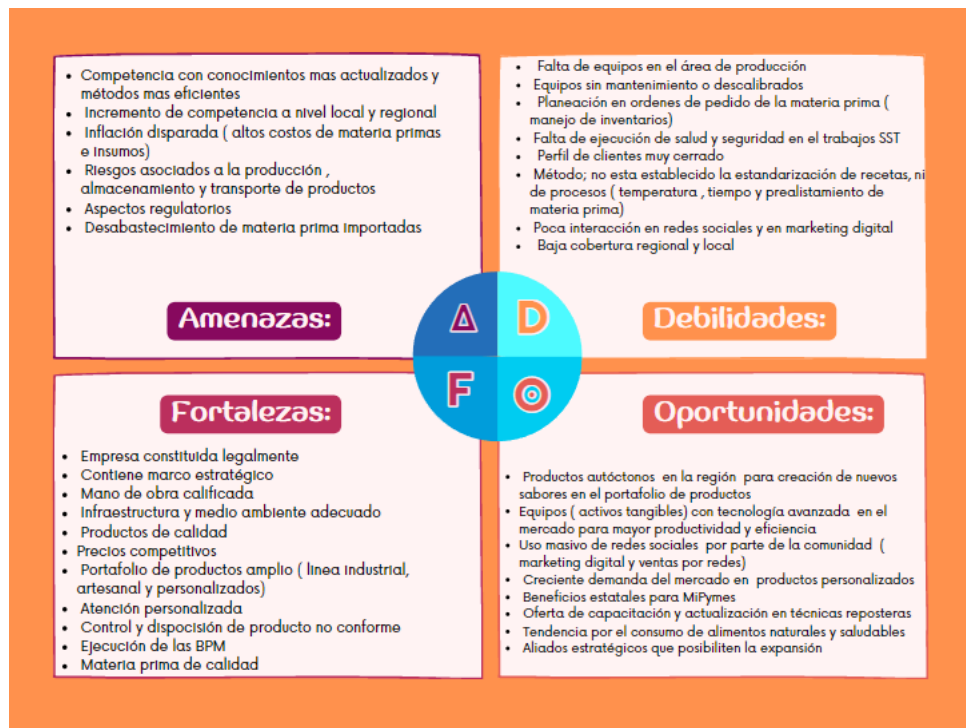 • Competencia con conocimientos mas actualizados y
métodos mas eficientes
• Incremento de competencia a nivel local y regional
• Inflación disparada ( altos costos de materia primas
e insumos)
• Riesgos asociados a la producción ,
almacenamiento y transporte de productos
• Aspectos regulatorios
• Desabastecimiento de materia prima importadas
Amenazas:
• Falta de equipos en el área de producción
• Equipos sin mantenimiento o descalibrados
• Planeación en ordenes de pedido de la materia prima (
manejo de inventarios)
• Falta de ejecución de salud y seguridad en el trabajos SST
• Perfil de clientes muy cerrado
• Método; no esta establecido la estandarización de recetas, ni
de procesos ( temperatura , tiempo y prealistamiento de
materia prima)
• Poca interacción en redes sociales y en marketing digital
• Baja cobertura regional y local
Debilidades:
A D
F O
Fortalezas:
• Empresa constituida legalmente
• Contiene marco estratégico
• Mano de obra calificada
• Infraestructura y medio ambiente adecuado
• Productos de calidad
• Precios competitivos
• Portafolio de productos amplio ( linea industrial,
artesanal y personalizados)
• Atención personalizada
• Control y dispocisión de producto no conforme
• Ejecución de las BPM
• Materia prima de calidad
Oportunidades:
• Productos autóctonos en la región para creación de nuevos
sabores en el portafolio de productos
• Equipos ( activos tangibles) con tecnología avanzada en el
mercado para mayor productividad y eficiencia
• Uso masivo de redes sociales por parte de la comunidad (
marketing digital y ventas por redes)
• Creciente demanda del mercado en productos personalizados
• Beneficios estatales para MiPymes
• Oferta de capacitación y actualización en técnicas reposteras
• Tendencia por el consumo de alimentos naturales y saludables
• Aliados estratégicos que posibiliten la expansión